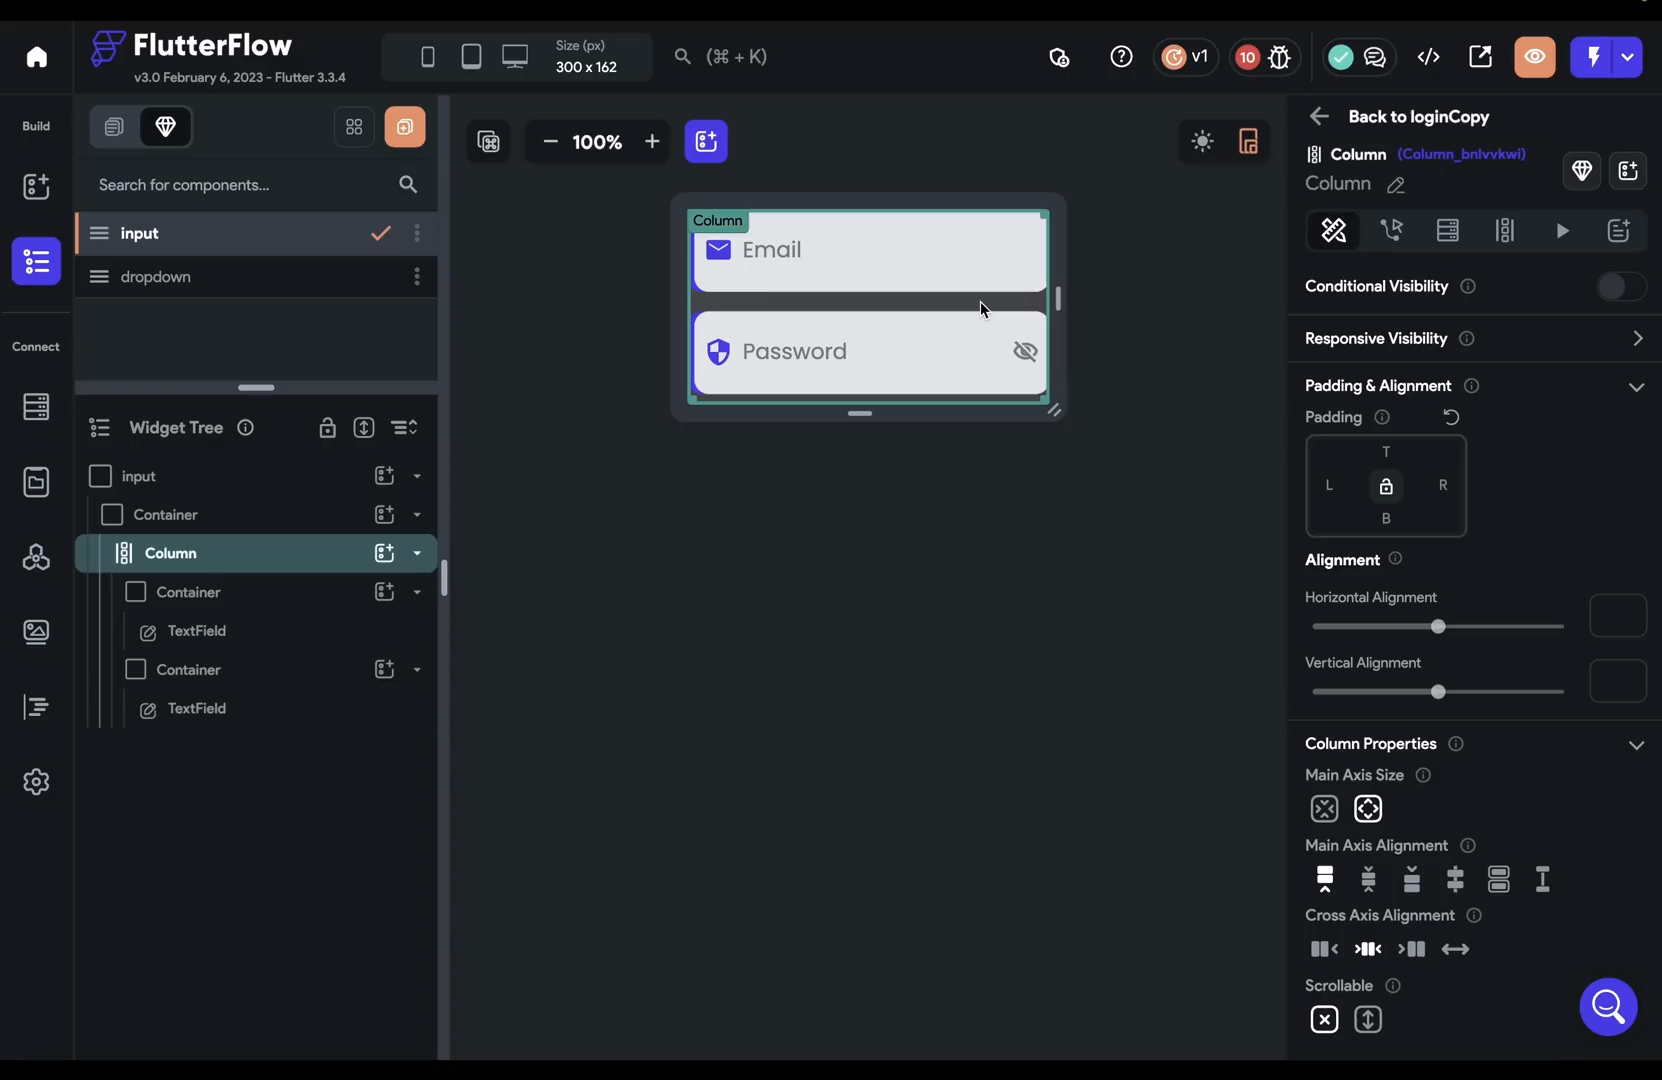 FlutterFlow
v3.0 February 6, 2023 - Flutter 3.3.4
Size (px)
300 x 162
(⌘ + K)
v1
10
Build
Search for components...
input
dropdown
Connect
Widget Tree
input
Container
Column
Container
TextField
Container
TextField
100%
Column
Email
Password
Back to loginCopy
Column (Column_bnlvvkwi)
Column
Conditional Visibility
Responsive Visibility
Padding & Alignment
Padding
T
L R
B
Alignment
Horizontal Alignment
Vertical Alignment
Column Properties
Main Axis Size
Main Axis Alignment
Cross Axis Alignment
Scrollable